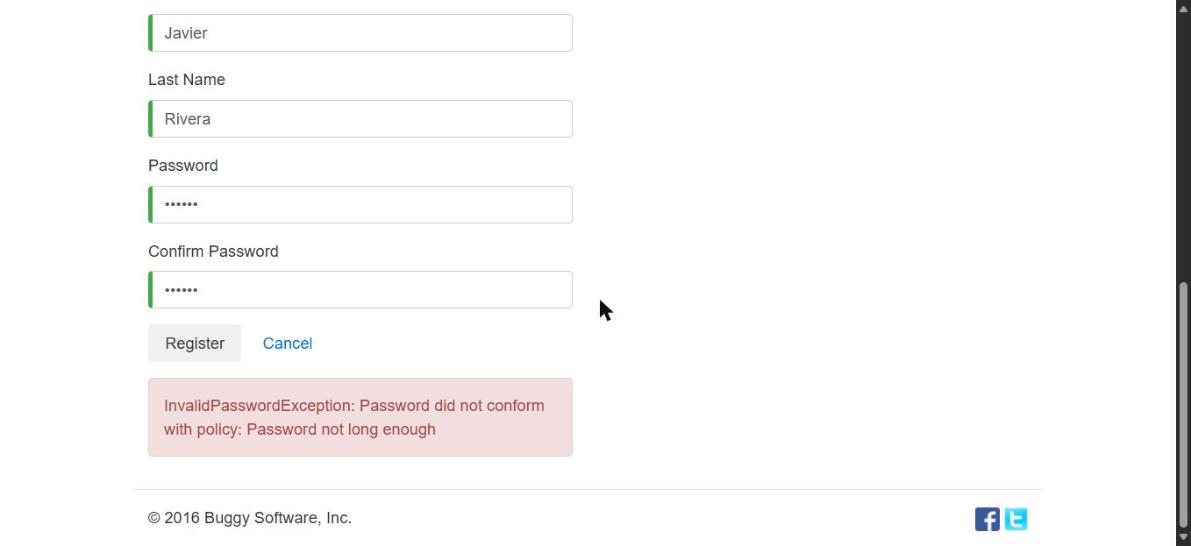 Javier
Last Name
Rivera
Password
••••••
Confirm Password
••••••
Register Cancel
InvalidPasswordException: Password did not conform
with policy: Password not long enough
© 2016 Buggy Software, Inc.